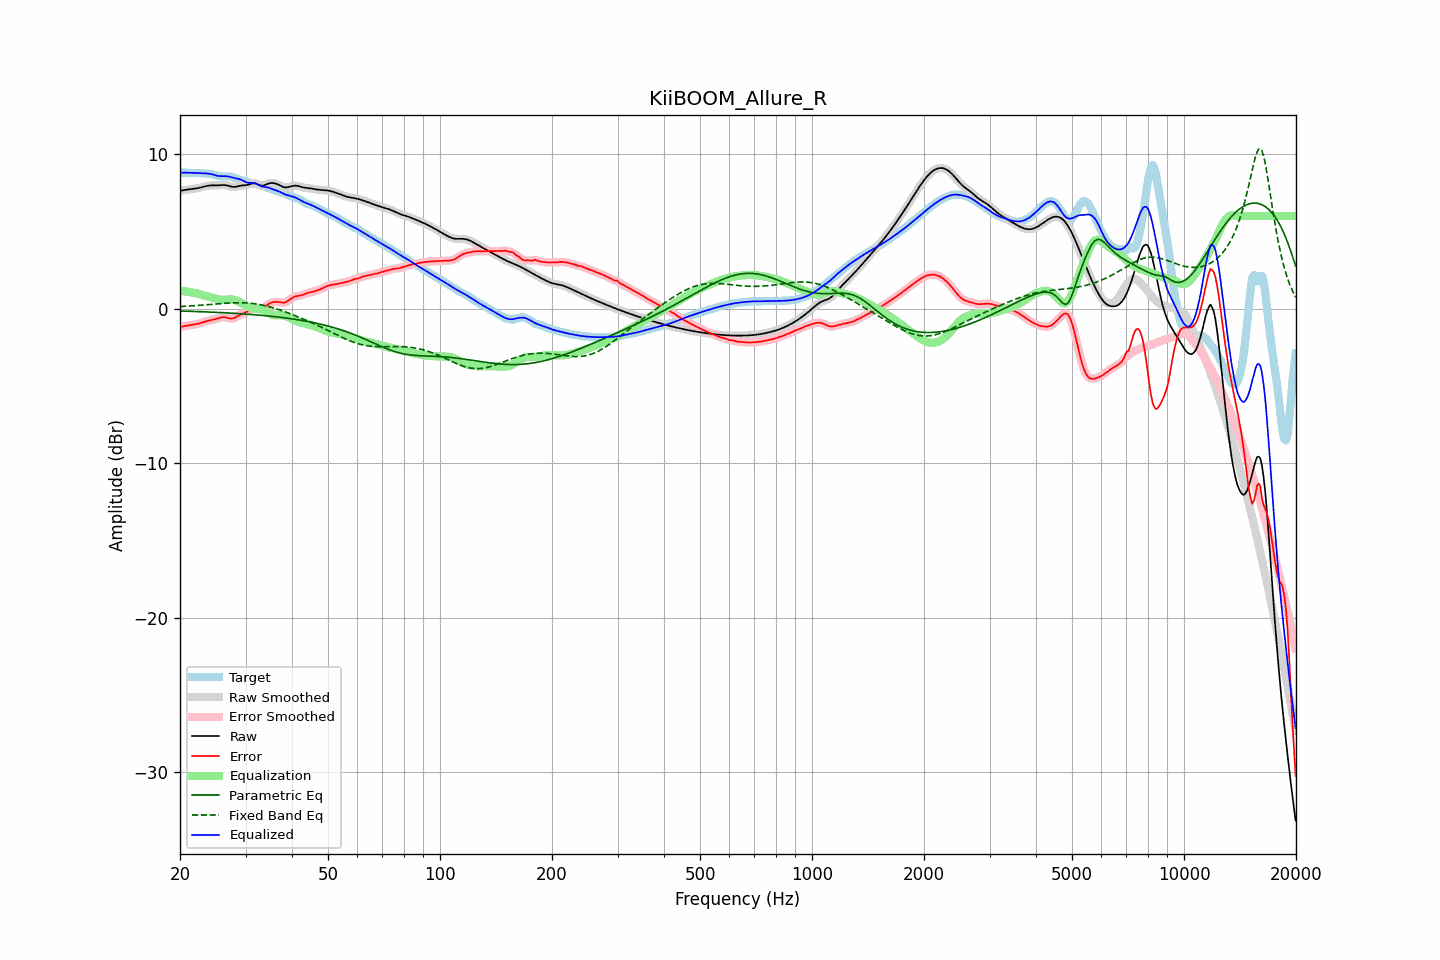 KiiBOOM_Allure_R
10
0
−10
−20
−30
Amplitude (dBr)
Target
Raw Smoothed
Error Smoothed
Raw
Error
Equalization
Parametric Eq
Fixed Band Eq
Equalized
20 50 100 200 500 1000 2000 5000 10000 20000
Frequency (Hz)